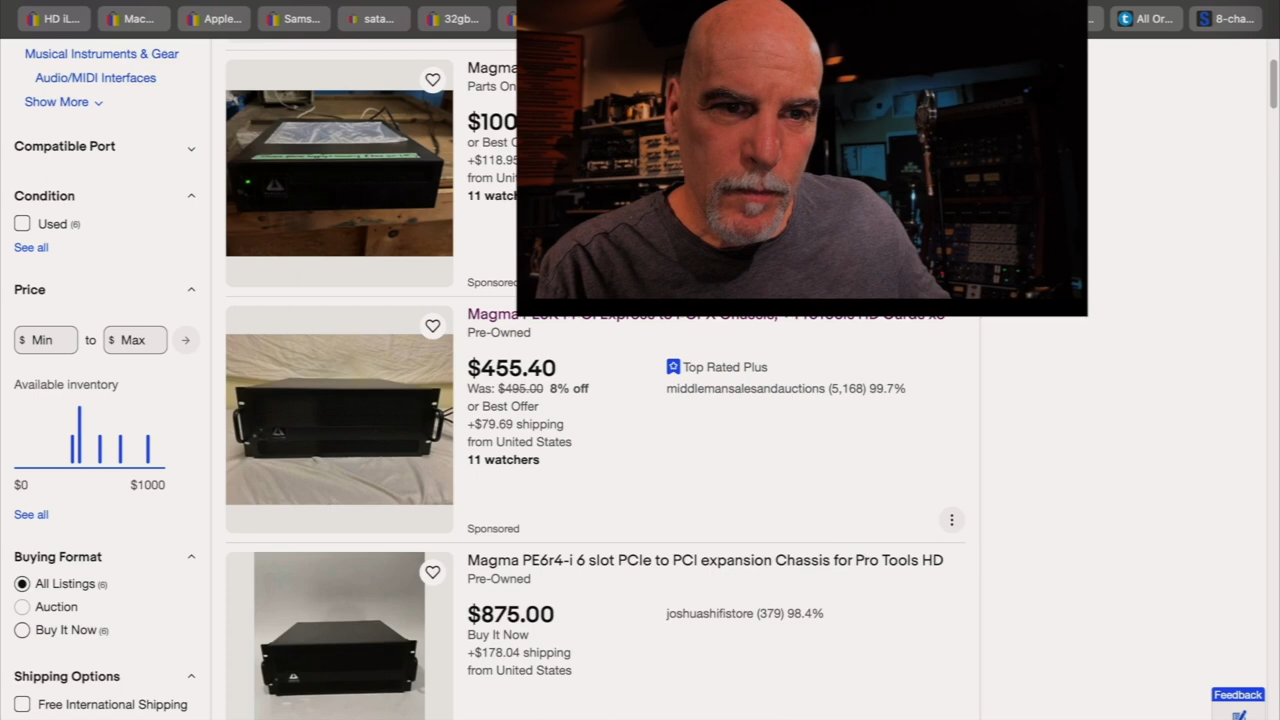 HD iL...
Mac...
Apple...
Sams...
sata...
32gb...
All Or...
8-cha...
Musical Instruments & Gear
Audio/MIDI Interfaces
Show More
Compatible Port
Condition
Used (6)
See all
Price
$ Min to $ Max
Available inventory
$0 $1000
See all
Buying Format
All Listings (6)
Auction
Buy It Now (6)
Shipping Options
Free International Shipping
Magma
Parts On
$100
or Best
+$118.95
from Uni
11 watch
Sponsored
Magma
Pre-Owned
$455.40
Was: $495.00 8% off
or Best Offer
+$79.69 shipping
from United States
11 watchers
Sponsored
Top Rated Plus
middlemansalesandauctions (5,168) 99.7%
Magma PE6r4-i 6 slot PCIe to PCI expansion Chassis for Pro Tools HD
Pre-Owned
$875.00
Buy It Now
+$178.04 shipping
from United States
joshuashifistore (379) 98.4%
Feedback